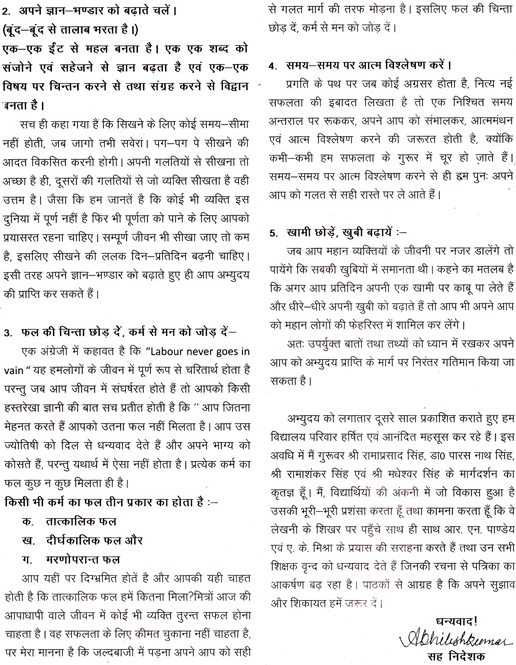 2. अपने ज्ञान–भण्डार को बढ़ाते चलें।
(बूंद–बूंद से तालाब भरता है।)
एक–एक ईंट से महल बनता है। एक एक शब्द को
संजोने एवं सहेजने से ज्ञान बढ़ता है एवं एक–एक
विषय पर चिन्तन करने से तथा संग्रह करने से विद्वान
बनता है।
सच ही कहा गया हैं कि सिखने के लिए कोई समय–सीमा
नहीं होती, जब जागो तभी सवेरां। पग–पग पे सीखने की
आदत विकसित करनी होगी। अपनी गलतियों से सीखना तो
अच्छा है ही, दूसरों की गलतियों से जो व्यक्ति सीखता है वही
उत्तम है। जैसा कि हम जानतें हैं कि कोई भी व्यक्ति इस
दुनिया में पूर्ण नहीं है फिर भी पूर्णता को पाने के लिए आपको
प्रयासरत रहना चाहिए। सम्पूर्ण जीवन भी सीखा जाए तो कम
है, इसलिए सीखने की ललक दिन–प्रतिदिन बढ़नी चाहिए।
इसी तरह अपने ज्ञान–भण्डार को बढ़ाते हुए ही आप अभ्युदय
की प्राप्ति कर सकते हैं।
3. फल की चिन्ता छोड़ दें, कर्म से मन को जोड़ दें–
एक अंग्रेजी में कहावत है कि “Labour never goes in
vain “ यह हमलोगों के जीवन में पूर्ण रूप से चरितार्थ होता है
परन्तु जब आप जीवन में संघर्षरत होते हैं तो आपको किसी
हस्तरेखा ज्ञानी की बात सच प्रतीत होती है कि ‘’ आप जितना
मेहनत करते हैं आपको उतना फल नहीं मिलता है। आप उस
ज्योतिषी को दिल से धन्यवाद देते हैं और अपने भाग्य को
कोसते हैं, परन्तु यथार्थ में ऐसा नहीं होता है। प्रत्येक कर्म का
फल कुछ न कुछ मिलता ही है।
किसी भी कर्म का फल तीन प्रकार का होता है :–
क. तात्कालिक फल
ख. दीर्घकालिक फल और
ग. मरणोपरान्त फल
आप यहीं पर दिग्भ्रमित होतें है और आपकी यही चाहत
होती है कि तात्कालिक फल हमें कितना मिला?मित्रों आज की
आपाधापी वाले जीवन में कोई भी व्यक्ति तुरन्त सफल होना
चाहता है। वह सफलता के लिए कीमत चुकाना नहीं चाहता है,
पर मेरा मानना है कि जल्दबाजी में पड़ना अपने आप को सही
से गलत मार्ग की तरफ मोड़ना है। इसलिए फल की चिन्ता
छोड़ दें, कर्म से मन को जोड़ दें।
4. समय–समय पर आत्म विश्लेषण करें।
प्रगति के पथ पर जब कोई अग्रसर होता है, नित्य नई
सफलता की इबादत लिखता है तो एक निश्चित समय
अन्तराल पर रूककर, अपने आप को संभालकर, आत्ममंथन
एवं आत्म विश्लेषण करने की जरूरत होती है, क्योंकि
कभी–कभी हम सफलता के गुरूर में चूर हो जाते हैं।
समय–समय पर आत्म विश्लेषण करने से ही हम पुनः अपने
आप को गलत से सही रास्ते पर ले आते हैं।
5. खामी छोड़ें, खुबी बढ़ायें :–
जब आप महान व्यक्तियों के जीवनी पर नजर डालेंगे तो
पायेंगे कि सबकी खुबियों में समानता थी। कहने का मतलब है
कि अगर आप प्रतिदिन अपनी एक खामी पर काबू पा लेते हैं
और धीरे–धीरे अपनी खुबी को बढ़ाते हैं तो आप भी अपने आप
को महान लोगों की फेहरिस्त में शामिल कर लेंगे।
अतः उपर्युक्त बातों तथा तथ्यों को ध्यान में रखकर अपने
आप को अभ्युदय प्राप्ति के मार्ग पर निरंतर गतिमान किया जा
सकता है।
अभ्युदय को लगातार दूसरे साल प्रकाशित कराते हुए हम
विद्यालय परिवार हर्षित एवं आनंदित महसूस कर रहे हैं। इस
अवधि में मैं गुरूवर श्री रामाप्रसाद सिंह, डा0 पारस नाथ सिंह,
श्री रामाशंकर सिंह एवं श्री मधेश्वर सिंह के मार्गदर्शन का
कृतज्ञ हूँ। मैं, विद्यार्थियों की अंकनी में जो विकास हुआ है
उसकी भूरी–भूरी प्रशंसा करता हूँ तथा कामना करता हूँ कि वे
लेखनी के शिखर पर पहुँचे साथ ही साथ आर. एन. पाण्डेय
एवं ए. के. मिश्रा के प्रयास की सराहना करते हैं तथा उन सभी
शिक्षक वृन्द को धन्यवाद देते हैं जिनकी रचना से पत्रिका का
आकर्षण बढ़ रहा है। पाठकों से आग्रह है कि अपने सुझाव
और शिकायत हमें जरूर दें।
धन्यवाद!
Abhilish kumar
सह निदेशक